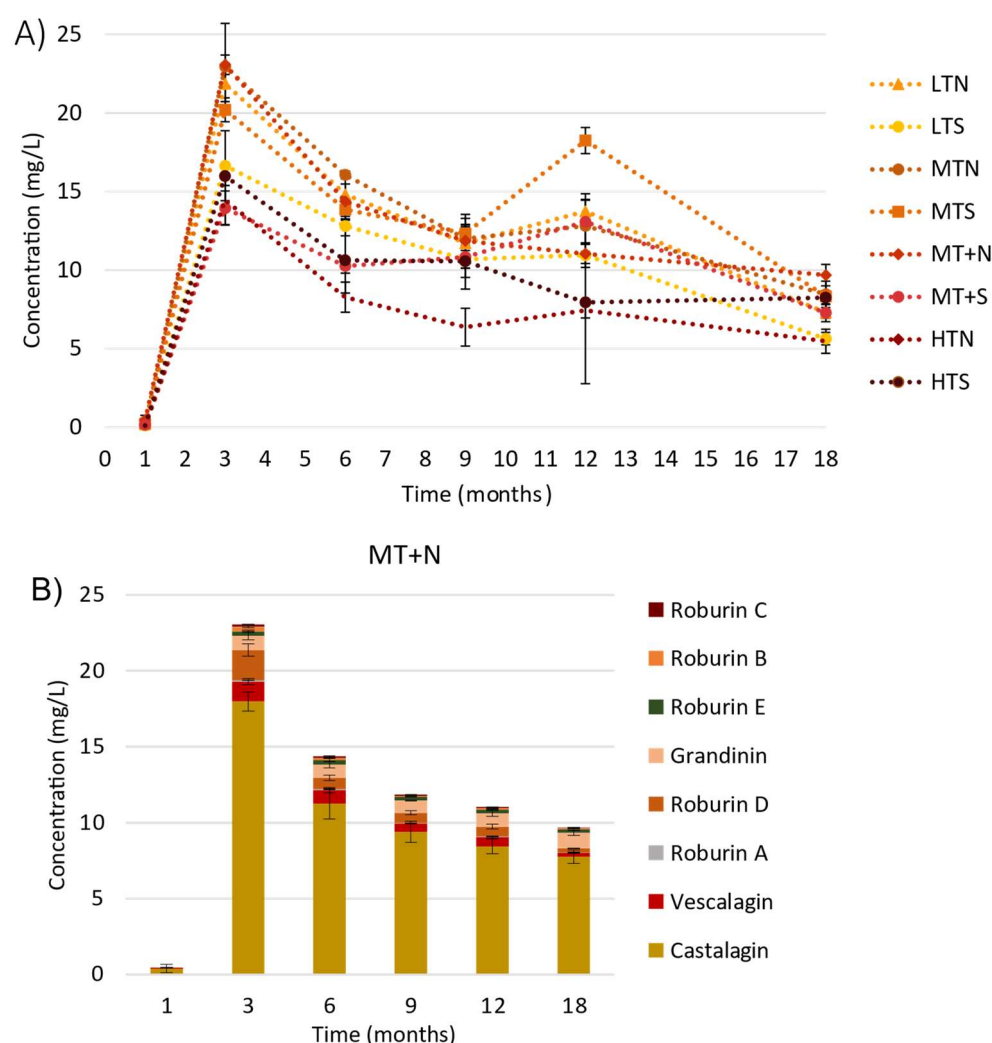 A)
25
20
15
10
5
0
Concentration (mg/L)
0 1 2 3 4 5 6 7 8 9 10 11 12 13 14 15 16 17 18
Time (months)
LTN
LTS
MTN
MTS
MT+N
MT+S
HTN
HTS
MT+N
B)
25
20
15
10
5
0
Concentration (mg/L)
1 3 6 9 12 18
Time (months)
Roburin C
Roburin B
Roburin E
Grandinin
Roburin D
Roburin A
Vescalagin
Castalagin